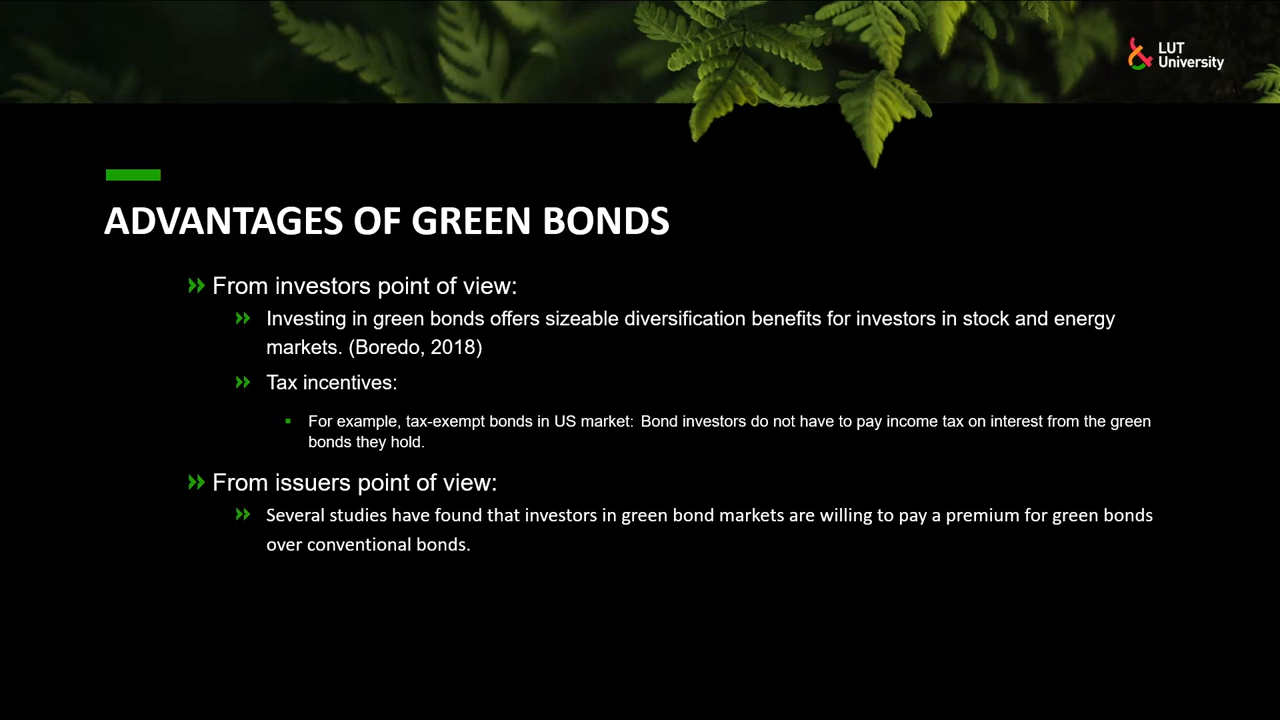 LUT
University
ADVANTAGES OF GREEN BONDS
From investors point of view:
Investing in green bonds offers sizeable diversification benefits for investors in stock and energy
markets. (Boredo, 2018)
Tax incentives:
For example, tax-exempt bonds in US market: Bond investors do not have to pay income tax on interest from the green
bonds they hold.
From issuers point of view:
Several studies have found that investors in green bond markets are willing to pay a premium for green bonds
over conventional bonds.